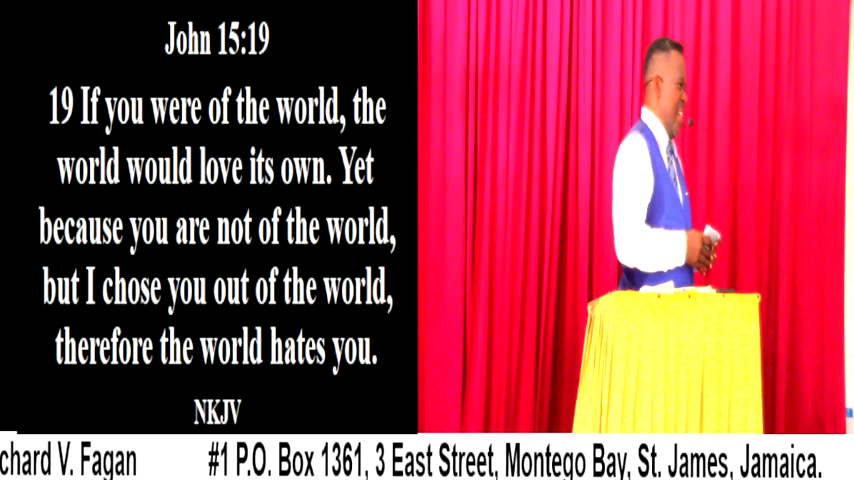 John 15:19
19 If you were of the world, the
world would love its own. Yet
because you are not of the world,
but I chose you out of the world,
therefore the world hates you.
NKJV
chard V. Fagan #1 P.O. Box 1361, 3 East Street, Montego Bay, St. James, Jamaica.